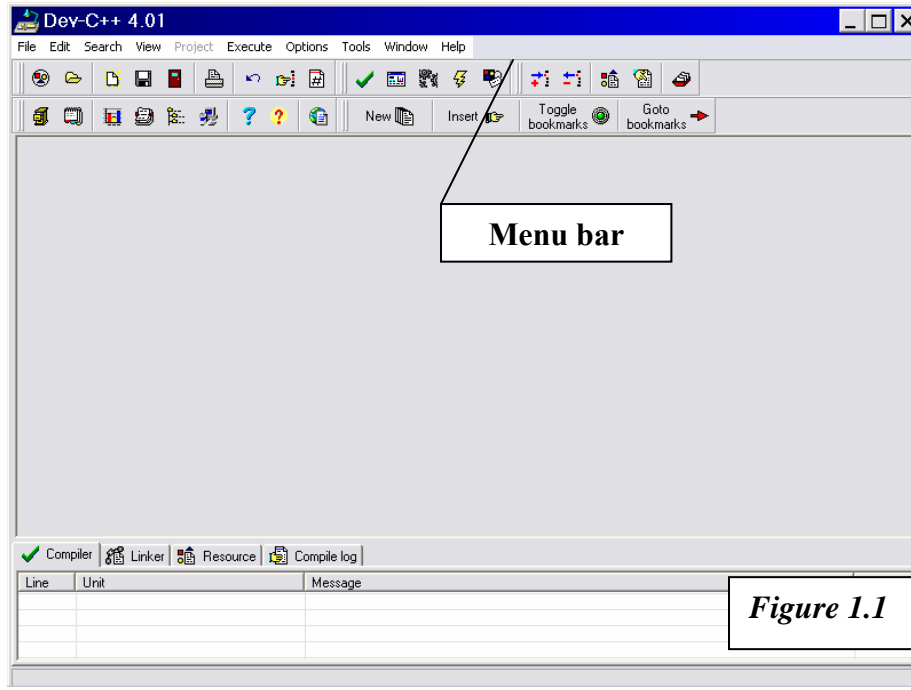 Dev-C++ 4.01
File Edit Search View Project Execute Options Tools Window Help
New Insert Toggle bookmarks Goto bookmarks
Menu bar
Compiler Linker Resource Compile log
Line Unit Message
Figure 1.1